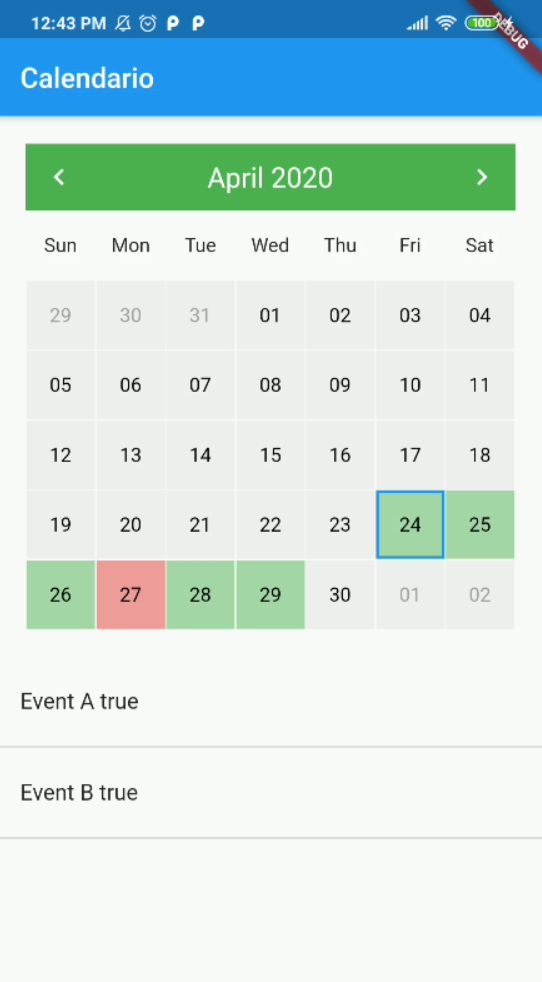 12:43 PM P P 100 DEBUG
Calendario
April 2020
Sun Mon Tue Wed Thu Fri Sat
29 30 31 01 02 03 04
05 06 07 08 09 10 11
12 13 14 15 16 17 18
19 20 21 22 23 24 25
26 27 28 29 30 01 02
Event A true
Event B true